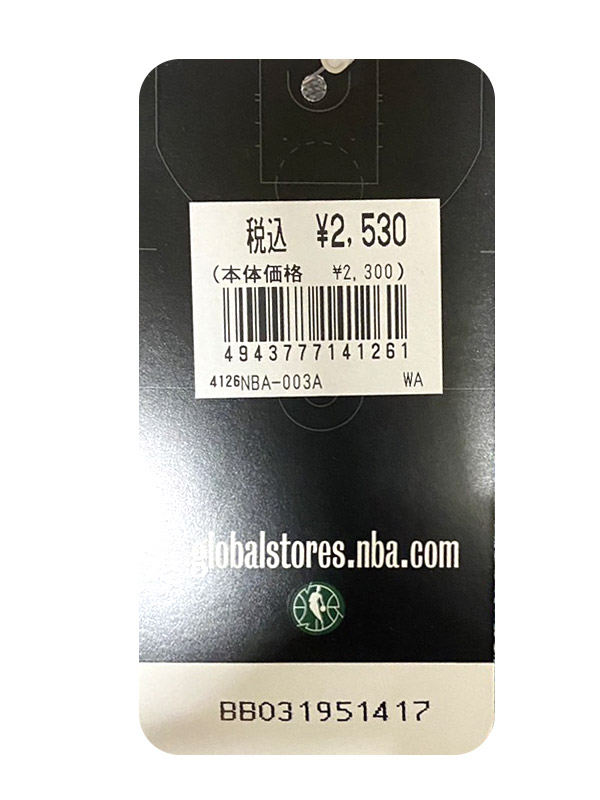 税込 ¥2,530
(本体価格 ¥2,300)
4943777141261
4126NBA-003A WA
globalstores.nba.com
BB031951417